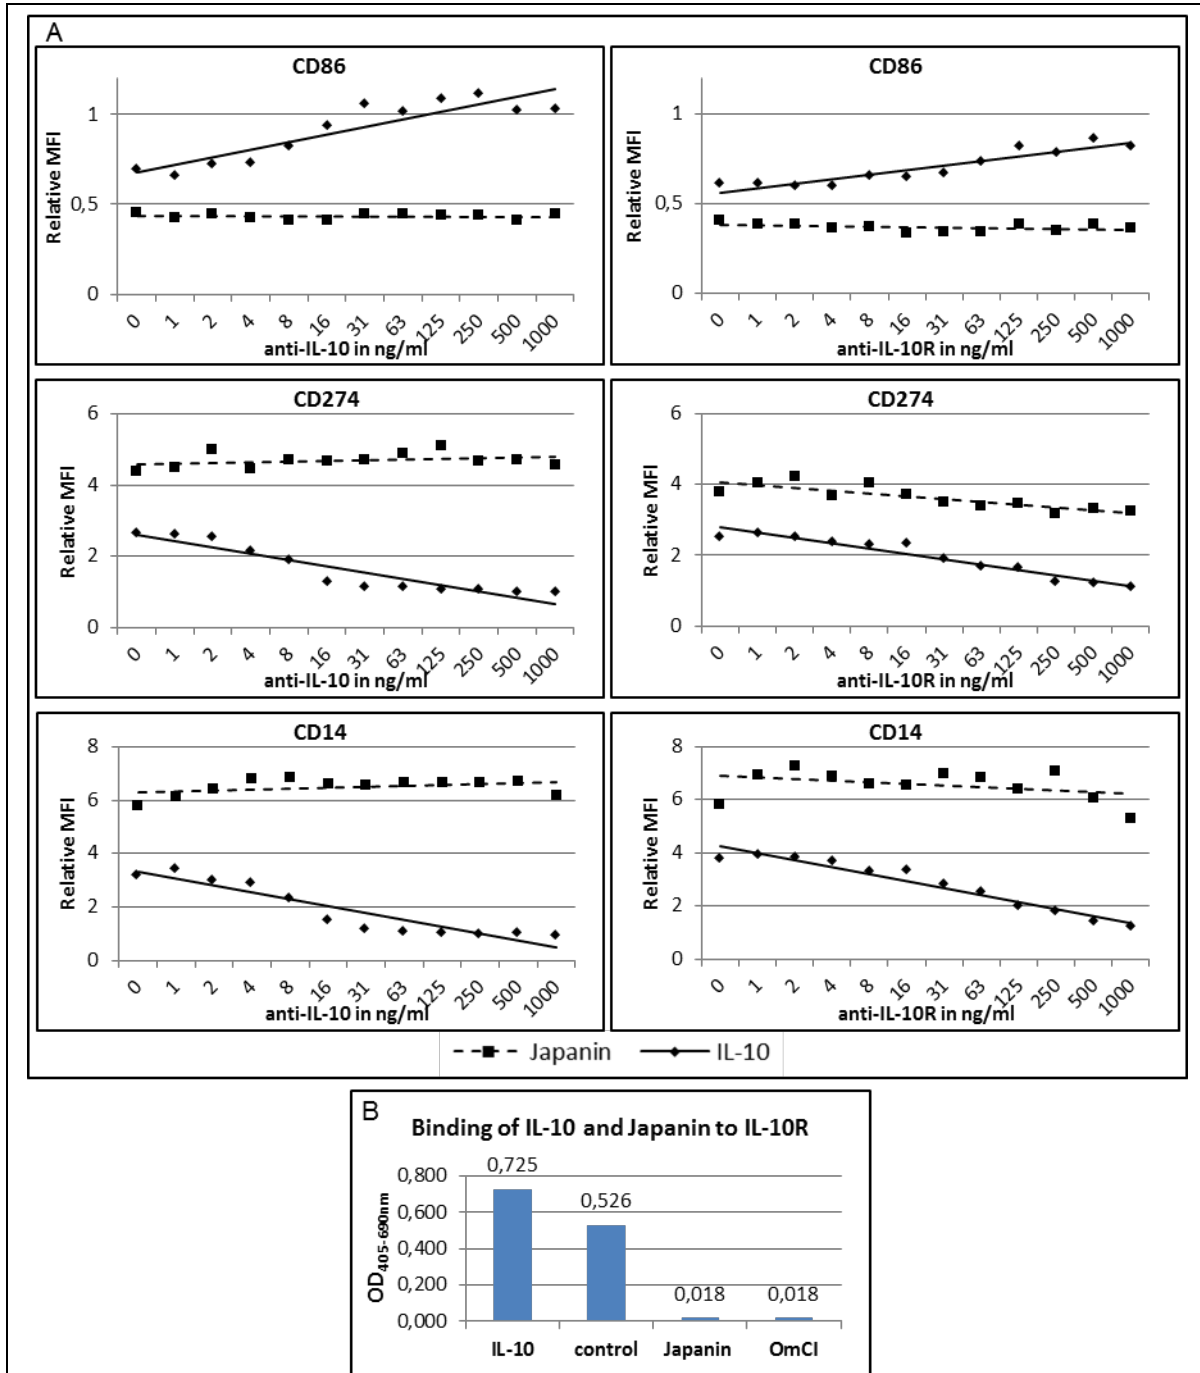 A
CD86
Relative MFI
1
0,5
0
0 1 2 4 8 16 31 63 125 250 500 1000
anti-IL-10 in ng/ml
CD86
Relative MFI
1
0,5
0
0 1 2 4 8 16 31 63 125 250 500 1000
anti-IL-10R in ng/ml
CD274
Relative MFI
6
4
2
0
0 1 2 4 8 16 31 63 125 250 500 1000
anti-IL-10 in ng/ml
CD274
Relative MFI
6
4
2
0
0 1 2 4 8 16 31 63 125 250 500 1000
anti-IL-10R in ng/ml
CD14
Relative MFI
8
6
4
2
0
0 1 2 4 8 16 31 63 125 250 500 1000
anti-IL-10 in ng/ml
CD14
Relative MFI
8
6
4
2
0
0 1 2 4 8 16 31 63 125 250 500 1000
anti-IL-10R in ng/ml
Japanin IL-10
B
Binding of IL-10 and Japanin to IL-10R
OD405-690nm
0,800
0,600
0,400
0,200
0,000
0,725
0,526
0,018
0,018
IL-10 control Japanin OmCI